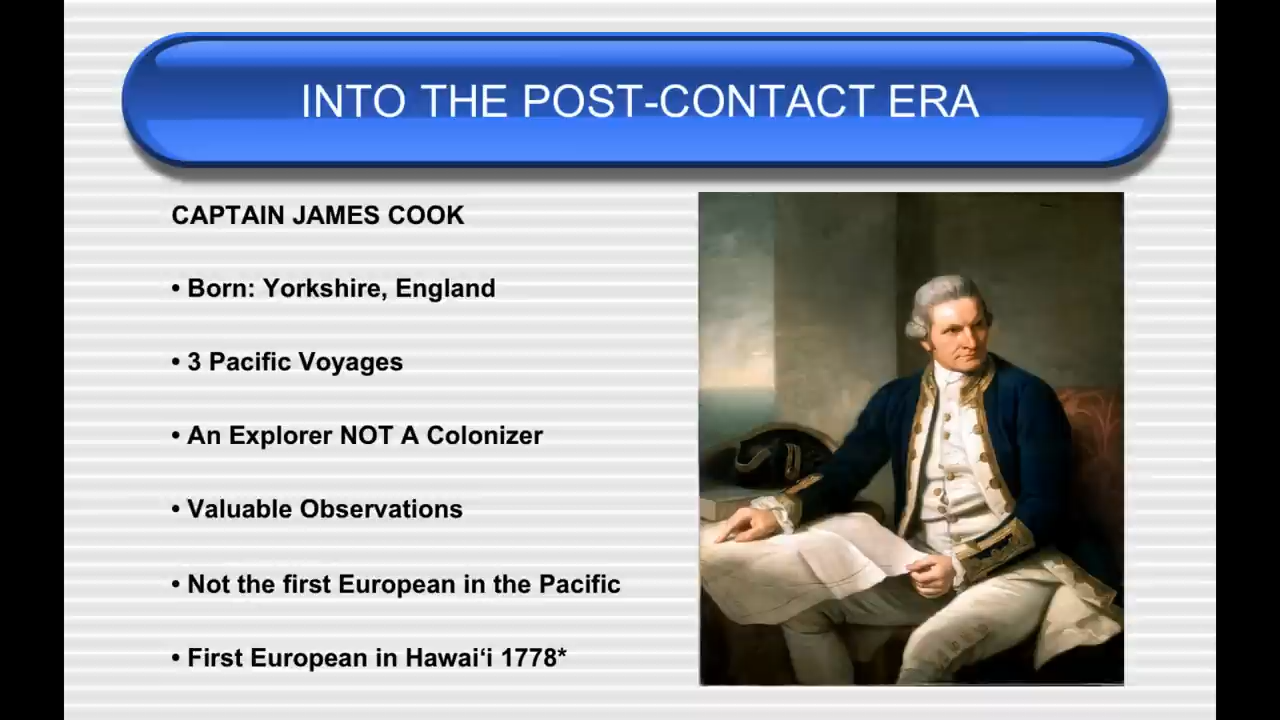 INTO THE POST-CONTACT ERA
CAPTAIN JAMES COOK
• Born: Yorkshire, England
• 3 Pacific Voyages
• An Explorer NOT A Colonizer
• Valuable Observations
• Not the first European in the Pacific
• First European in Hawai‘i 1778*